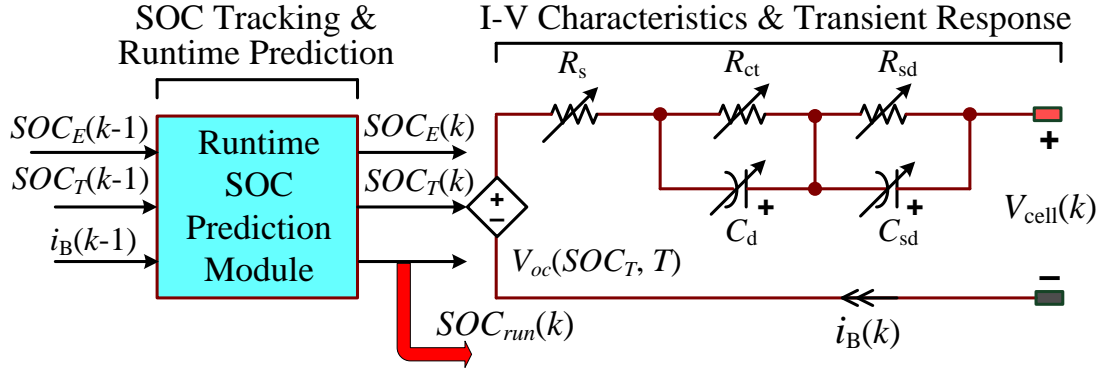 SOC Tracking &
Runtime Prediction
I-V Characteristics & Transient Response
SOC_E(k-1)
SOC_T(k-1)
i_B(k-1)
Runtime
SOC
Prediction
Module
SOC_E(k)
SOC_T(k)
SOC_run(k)
R_s
R_ct
R_sd
C_d
C_sd
+
−
+
+
V_oc(SOC_T, T)
+
V_cell(k)
−
i_B(k)